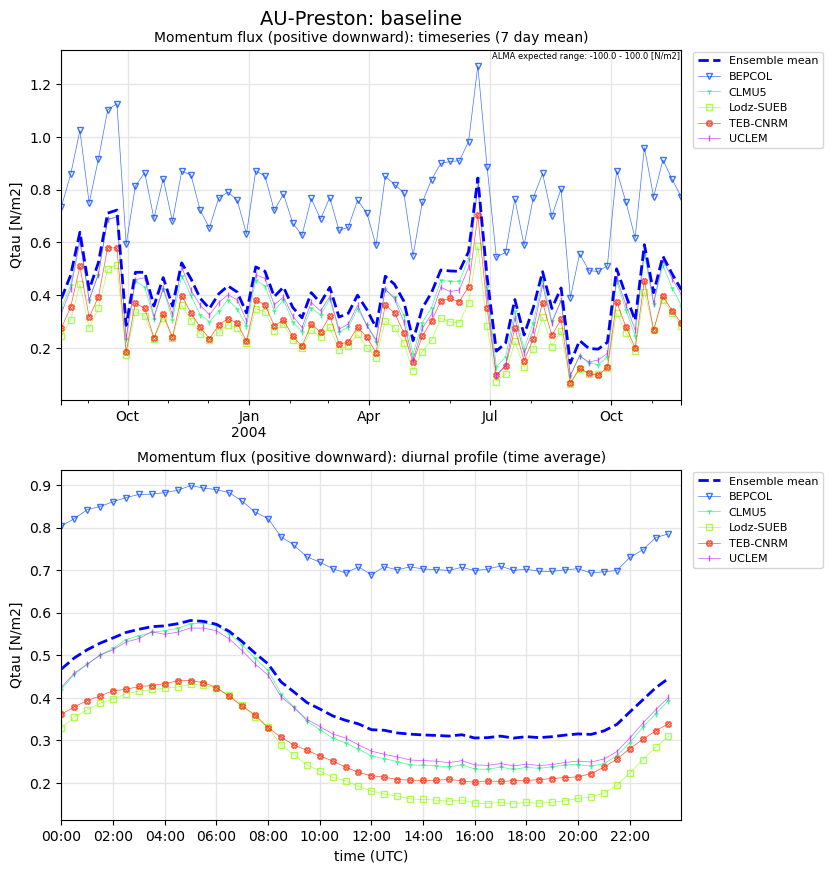 AU-Preston: baseline
Momentum flux (positive downward): timeseries (7 day mean)
ALMA expected range: -100.0 - 100.0 [N/m2]
Qtau [N/m2]
1.2
1.0
0.8
0.6
0.4
0.2
Oct
Jan
2004
Apr
Jul
Oct
Ensemble mean
BEPCOL
CLMU5
Lodz-SUEB
TEB-CNRM
UCLEM
Momentum flux (positive downward): diurnal profile (time average)
Qtau [N/m2]
0.9
0.8
0.7
0.6
0.5
0.4
0.3
0.2
00:00 02:00 04:00 06:00 08:00 10:00 12:00 14:00 16:00 18:00 20:00 22:00
time (UTC)
Ensemble mean
BEPCOL
CLMU5
Lodz-SUEB
TEB-CNRM
UCLEM